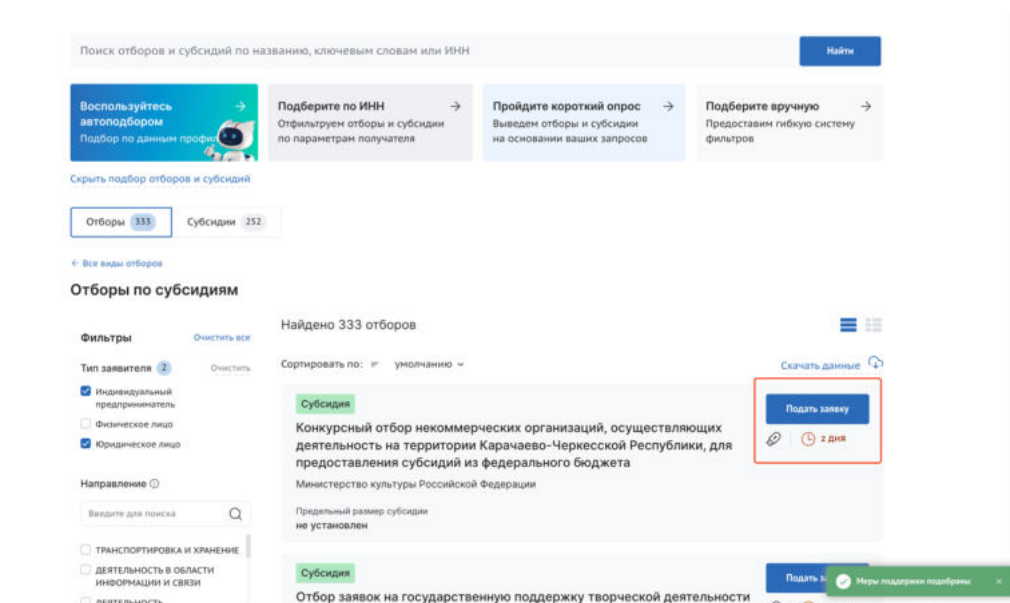 Поиск отборов и субсидий по названию, ключевым словам или ИНН
Найти
Воспользуйтесь
автоподбором
Подбор по данным профи
Подберите по ИНН
Отфильтруем отборы и субсидии
по параметрам получателя
Пройдите короткий опрос
Выведем отборы и субсидии
на основании ваших запросов
Подберите вручную
Предоставим гибкую систему
фильтров
Скрыть подбор отборов и субсидий
Отборы 333
Субсидии 252
← Все виды отборов
Отборы по субсидиям
Фильтры
Очистить все
Тип заявителя 2
Очистить
Индивидуальный
предприниматель
Физическое лицо
Юридическое лицо
Направление
Введите для поиска
ТРАНСПОРТИРОВКА И ХРАНЕНИЕ
ДЕЯТЕЛЬНОСТЬ В ОБЛАСТИ
ИНФОРМАЦИИ И СВЯЗИ
ДЕЯТЕЛЬНОСТЬ
Найдено 333 отборов
Сортировать по: умолчанию
Скачать данные
Субсидия
Конкурсный отбор некоммерческих организаций, осуществляющих
деятельность на территории Карачаево-Черкесской Республики, для
предоставления субсидий из федерального бюджета
Министерство культуры Российской Федерации
Предельный размер субсидии
не установлен
Подать заявку
2 ДНЯ
Субсидия
Отбор заявок на государственную поддержку творческой деятельности
Подать
Меры поддержки подобраны